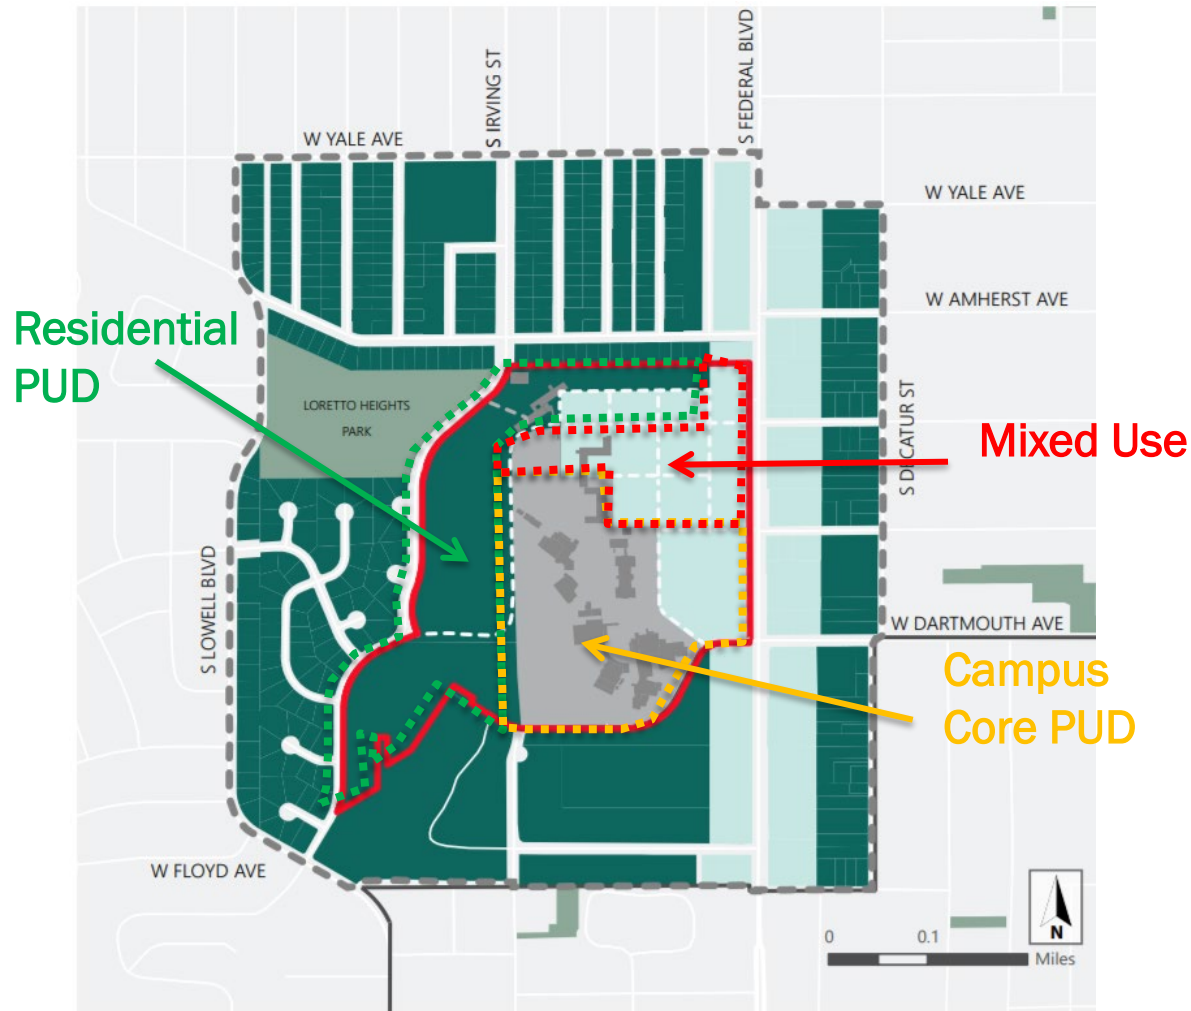 S IRVING ST
S FEDERAL BLVD
W YALE AVE
W YALE AVE
W AMHERST AVE
Residential
PUD
LORETTO HEIGHTS
PARK
S DECATUR ST
Mixed Use
S LOWELL BLVD
W DARTMOUTH AVE
Campus
Core PUD
W FLOYD AVE
N
0
0.1
Miles